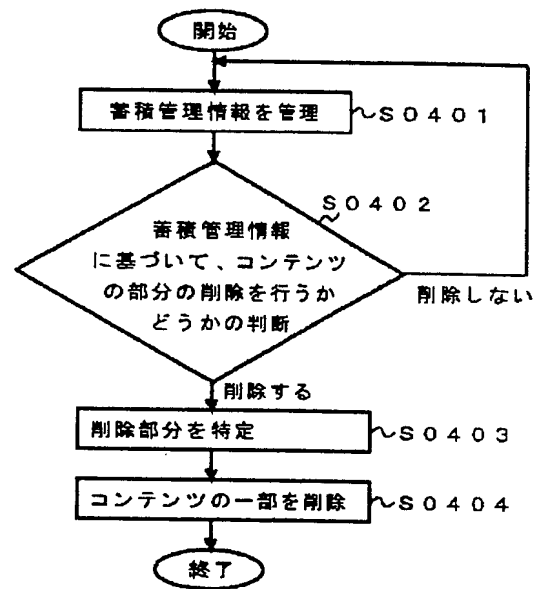 開始
蓄積管理情報を管理
S0401
S0402
蓄積管理情報
に基づいて、コンテンツ
の部分の削除を行うか
どうかの判断
削除しない
削除する
削除部分を特定
S0403
コンテンツの一部を削除
S0404
終了